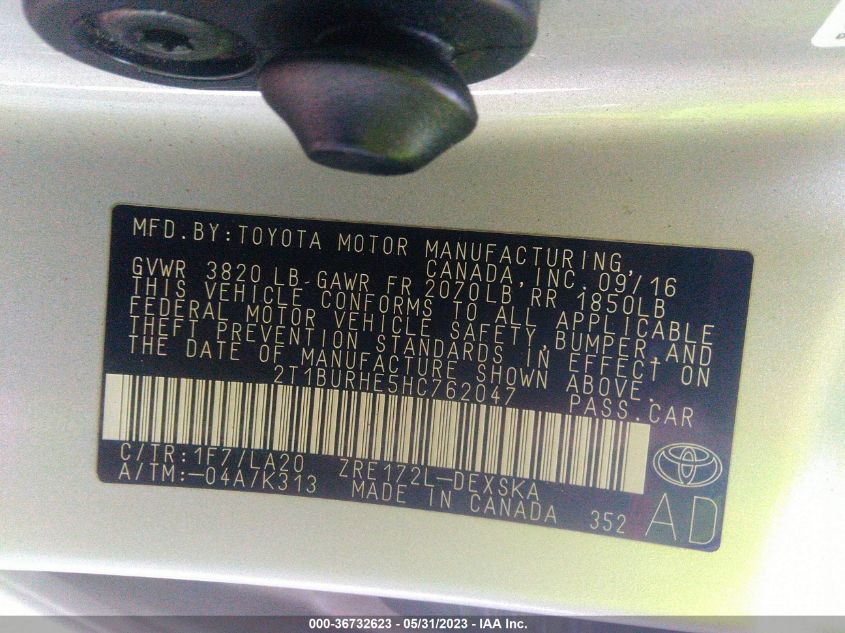 MFD.BY:TOYOTA MOTOR MANUFACTURING,
CANADA,INC. 09/16
GVWR 3820 LB GAWR FR 2070LB RR 1850LB
THIS VEHICLE CONFORMS TO ALL APPLICABLE
FEDERAL MOTOR VEHICLE SAFETY,BUMPER,AND
THEFT PREVENTION STANDARDS IN EFFECT ON
THE DATE OF MANUFACTURE SHOWN ABOVE.
2T1BURHE5HC762047 PASS.CAR
C/TR:1F7/LA20 ZRE172L-DEXSKA
A/TM:-04A/K313 MADE IN CANADA 352
AD
000-36732623 - 05/31/2023 - IAA Inc.